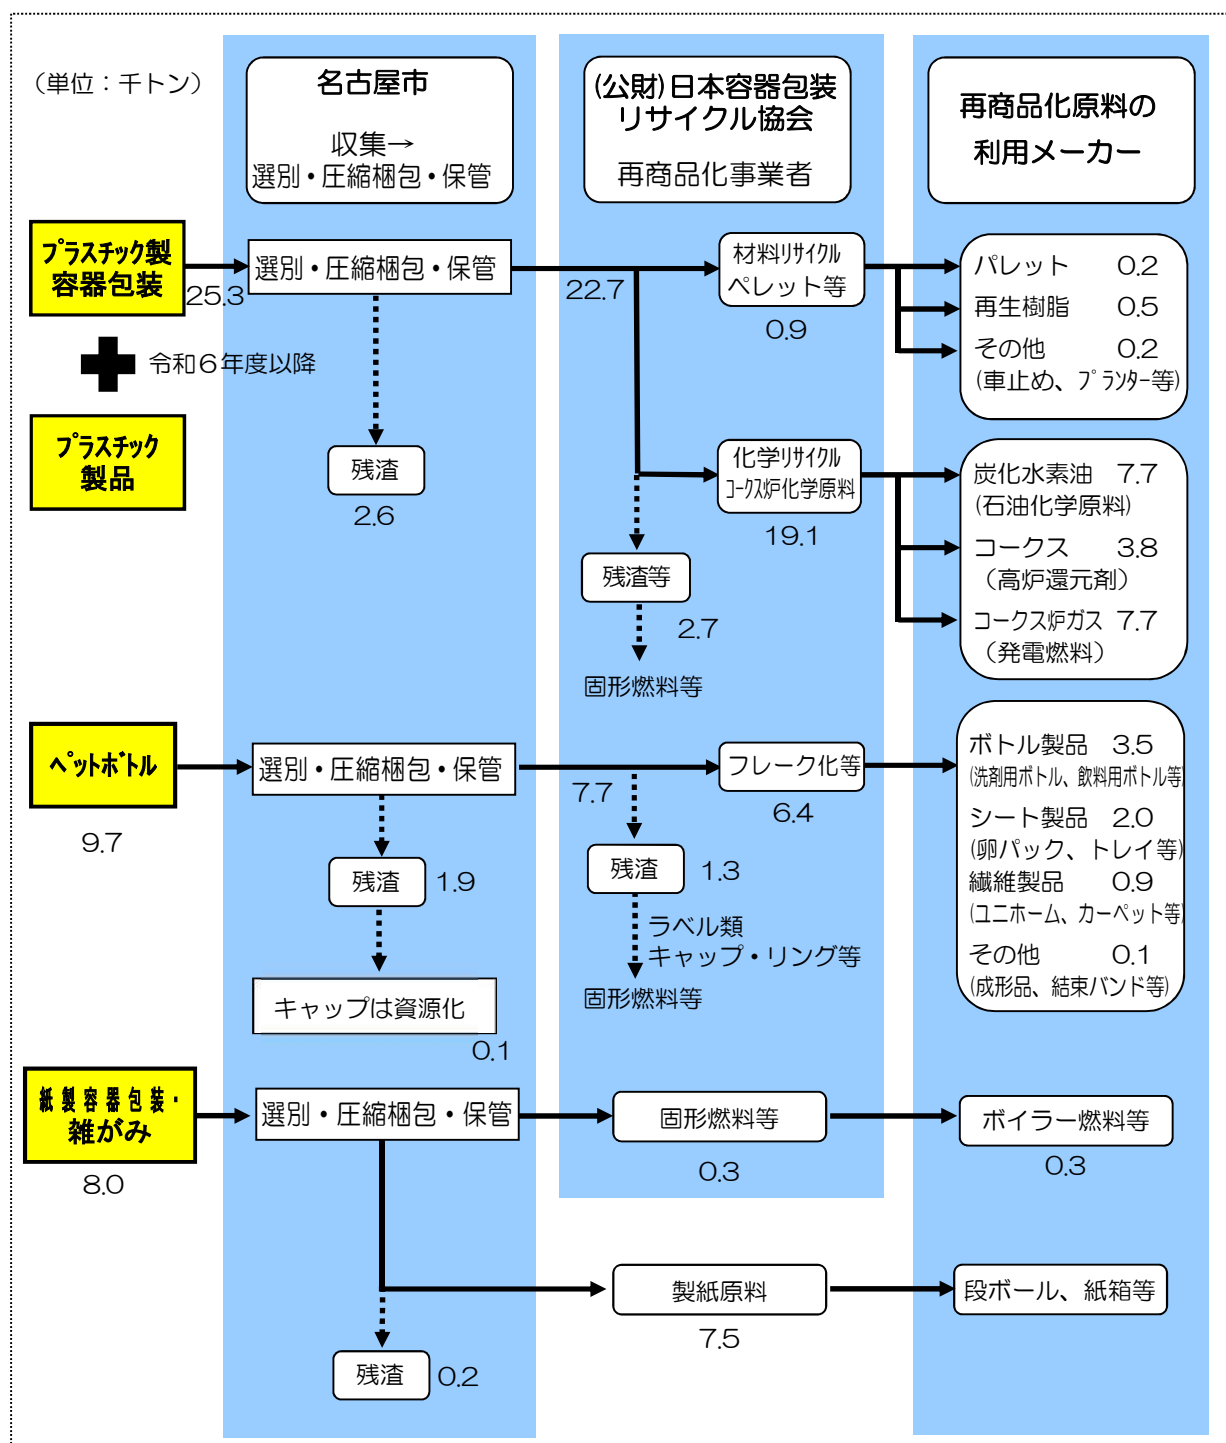 （単位：千トン）
名古屋市
収集→
選別・圧縮梱包・保管
(公財)日本容器包装
リサイクル協会
再商品化事業者
再商品化原料の
利用メーカー
プラスチック製
容器包装
25.3
選別・圧縮梱包・保管
22.7
材料リサイクル
ペレット等
0.9
パレット 0.2
再生樹脂 0.5
その他 0.2
(車止め、プランター等)
令和６年度以降
プラスチック
製品
残渣
2.6
化学リサイクル
コークス炉化学原料
19.1
残渣等
2.7
固形燃料等
炭化水素油 7.7
(石油化学原料)
コークス 3.8
（高炉還元剤）
コークス炉ガス 7.7
（発電燃料）
ペットボトル
9.7
選別・圧縮梱包・保管
7.7
フレーク化等
6.4
残渣
1.9
残渣
1.3
ラベル類
キャップ・リング等
固形燃料等
キャップは資源化
0.1
ボトル製品 3.5
(洗剤用ボトル、飲料用ボトル等)
シート製品 2.0
(卵パック、トレイ等)
繊維製品 0.9
(ユニホーム、カーペット等)
その他 0.1
(成形品、結束バンド等)
紙製容器包装・
雑がみ
8.0
選別・圧縮梱包・保管
固形燃料等
0.3
ボイラー燃料等
0.3
製紙原料
7.5
段ボール、紙箱等
残渣
0.2